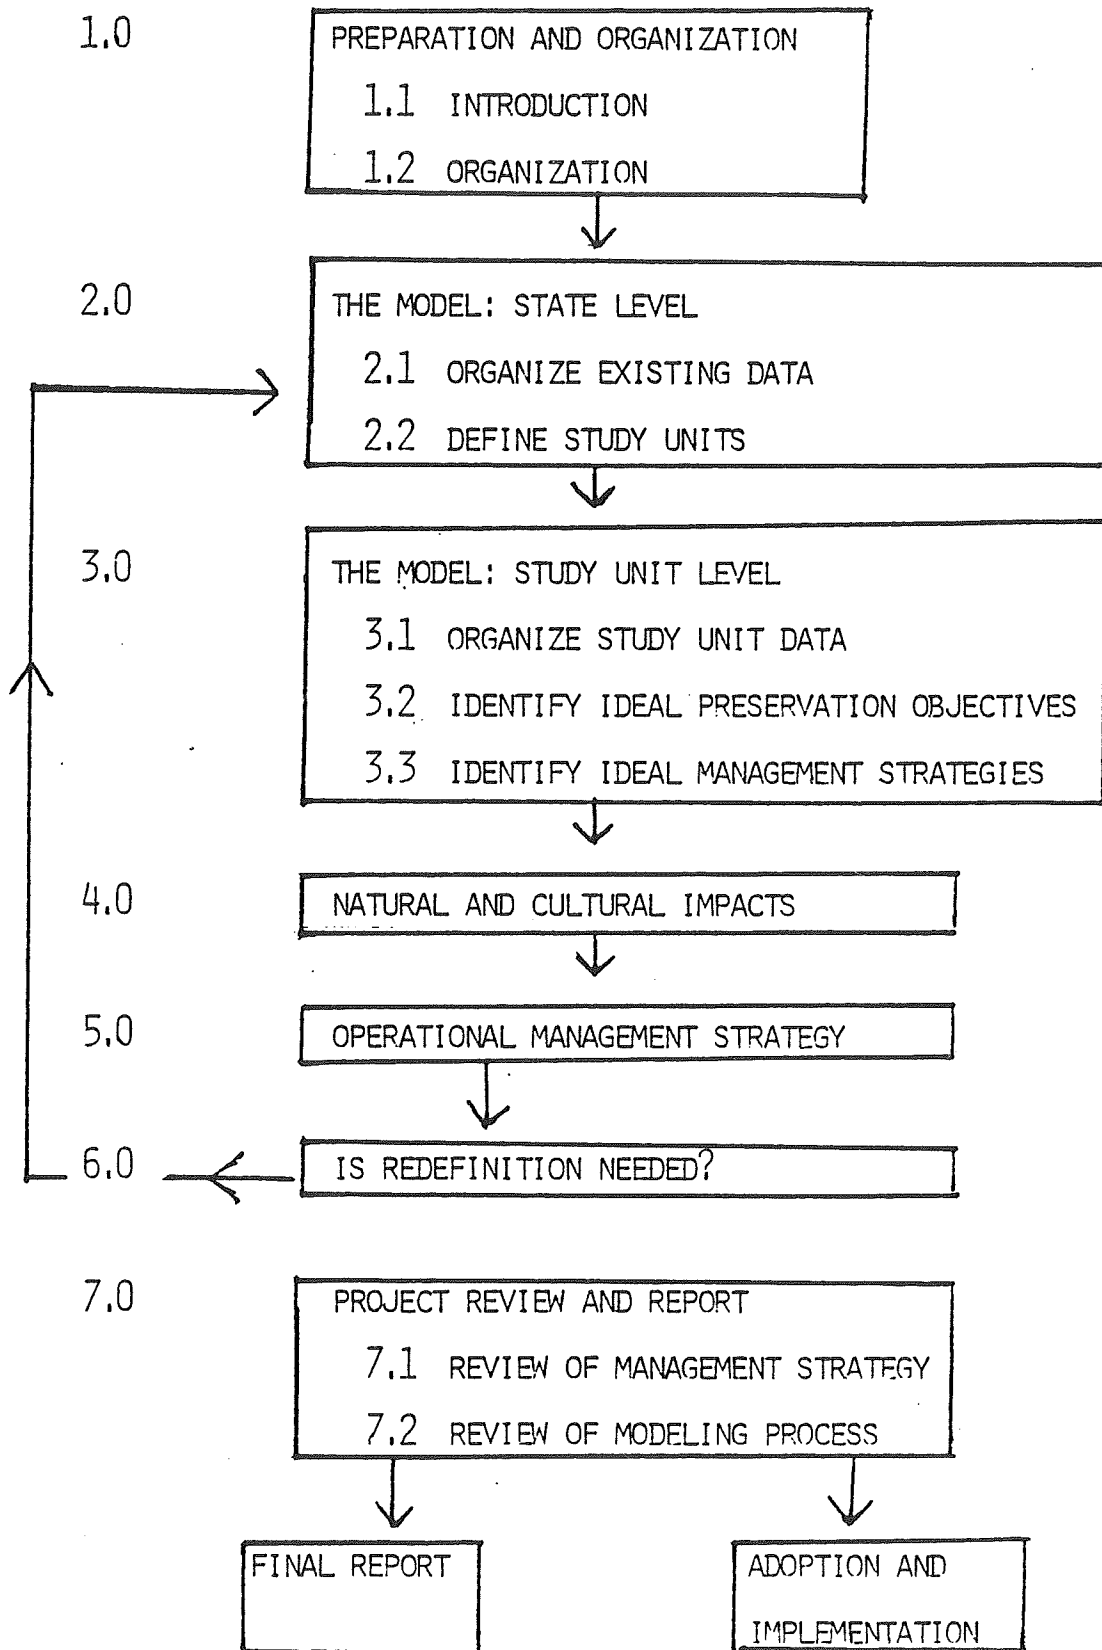 1.0 PREPARATION AND ORGANIZATION
1.1 INTRODUCTION
1.2 ORGANIZATION
2.0 THE MODEL: STATE LEVEL
2.1 ORGANIZE EXISTING DATA
2.2 DEFINE STUDY UNITS
3.0 THE MODEL: STUDY UNIT LEVEL
3.1 ORGANIZE STUDY UNIT DATA
3.2 IDENTIFY IDEAL PRESERVATION OBJECTIVES
3.3 IDENTIFY IDEAL MANAGEMENT STRATEGIES
4.0 NATURAL AND CULTURAL IMPACTS
5.0 OPERATIONAL MANAGEMENT STRATEGY
6.0 IS REDEFINITION NEEDED?
7.0 PROJECT REVIEW AND REPORT
7.1 REVIEW OF MANAGEMENT STRATEGY
7.2 REVIEW OF MODELING PROCESS
FINAL REPORT
ADOPTION AND
IMPLEMENTATION